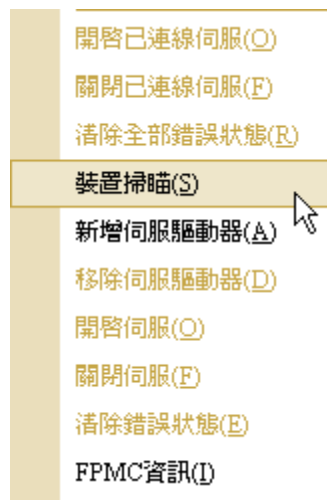 開啓已連線伺服(O)
關閉已連線伺服(F)
清除全部錯誤狀態(R)
裝置掃瞄(S)
新增伺服驅動器(A)
移除伺服驅動器(D)
開啓伺服(O)
關閉伺服(F)
清除錯誤狀態(E)
FPMC資訊(I)